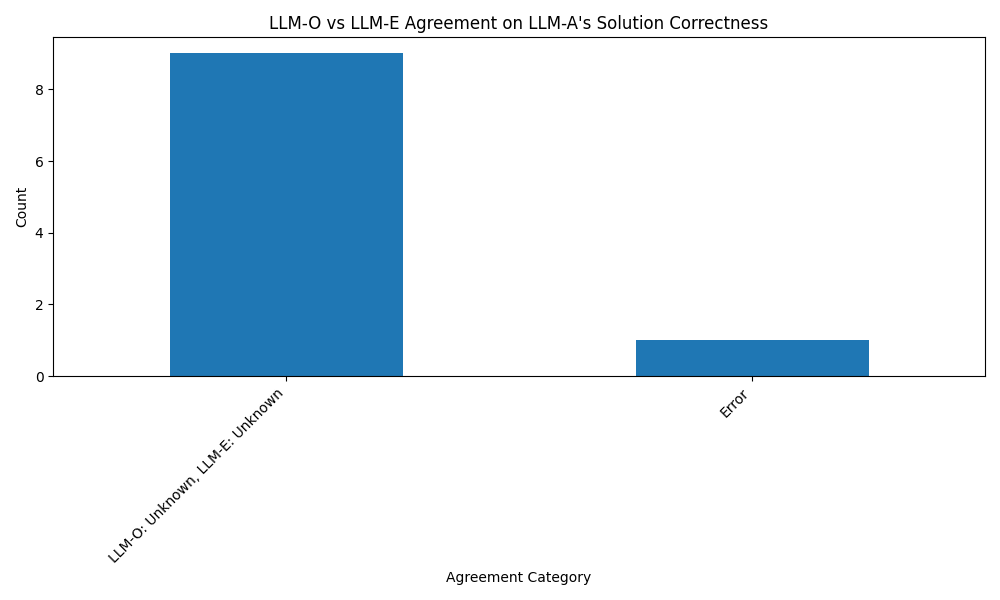 LLM-O vs LLM-E Agreement on LLM-A's Solution Correctness
Count
8
6
4
2
0
LLM-O: Unknown, LLM-E: Unknown
Error
Agreement Category